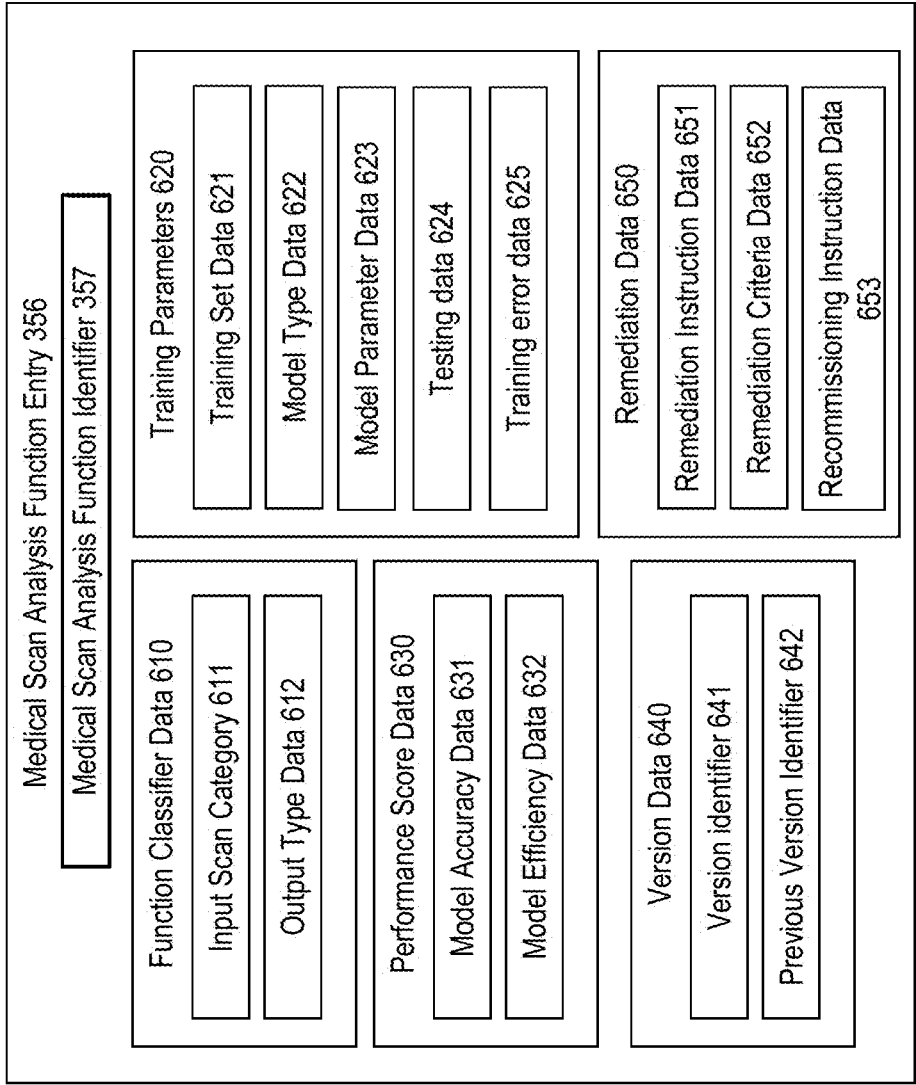 Medical Scan Analysis Function Entry 356
Medical Scan Analysis Function Identifier 357
Function Classifier Data 610
Input Scan Category 611
Output Type Data 612
Performance Score Data 630
Model Accuracy Data 631
Model Efficiency Data 632
Version Data 640
Version identifier 641
Previous Version Identifier 642
Training Parameters 620
Training Set Data 621
Model Type Data 622
Model Parameter Data 623
Testing data 624
Training error data 625
Remediation Data 650
Remediation Instruction Data 651
Remediation Criteria Data 652
Recommissioning Instruction Data
653